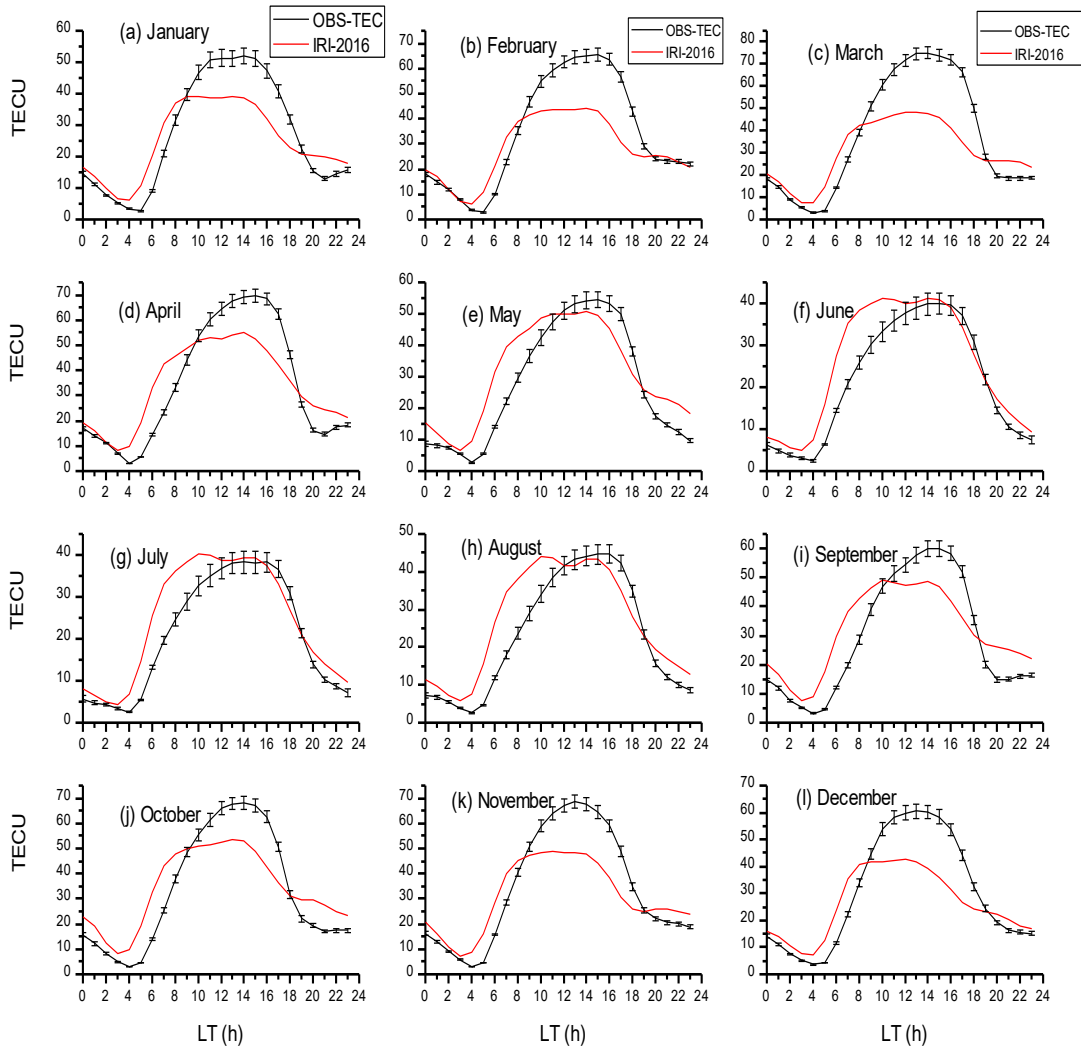 OBS-TEC
IRI-2016
(a) January
TECU
60
50
40
30
20
10
0
0 2 4 6 8 10 12 14 16 18 20 22 24
OBS-TEC
IRI-2016
(b) February
70
60
50
40
30
20
10
0
0 2 4 6 8 10 12 14 16 18 20 22 24
OBS-TEC
IRI-2016
(c) March
90
80
70
60
50
40
30
20
10
0
0 2 4 6 8 10 12 14 16 18 20 22 24
(d) April
TECU
70
60
50
40
30
20
10
0
0 2 4 6 8 10 12 14 16 18 20 22 24
(e) May
60
50
40
30
20
10
0
0 2 4 6 8 10 12 14 16 18 20 22 24
(f) June
40
30
20
10
0
0 2 4 6 8 10 12 14 16 18 20 22 24
(g) July
TECU
40
30
20
10
0
0 2 4 6 8 10 12 14 16 18 20 22 24
(h) August
50
40
30
20
10
0
0 2 4 6 8 10 12 14 16 18 20 22 24
(i) September
60
50
40
30
20
10
0
0 2 4 6 8 10 12 14 16 18 20 22 24
(j) October
TECU
70
60
50
40
30
20
10
0
0 2 4 6 8 10 12 14 16 18 20 22 24
LT (h)
(k) November
70
60
50
40
30
20
10
0
0 2 4 6 8 10 12 14 16 18 20 22 24
LT (h)
(l) December
70
60
50
40
30
20
10
0
0 2 4 6 8 10 12 14 16 18 20 22 24
LT (h)